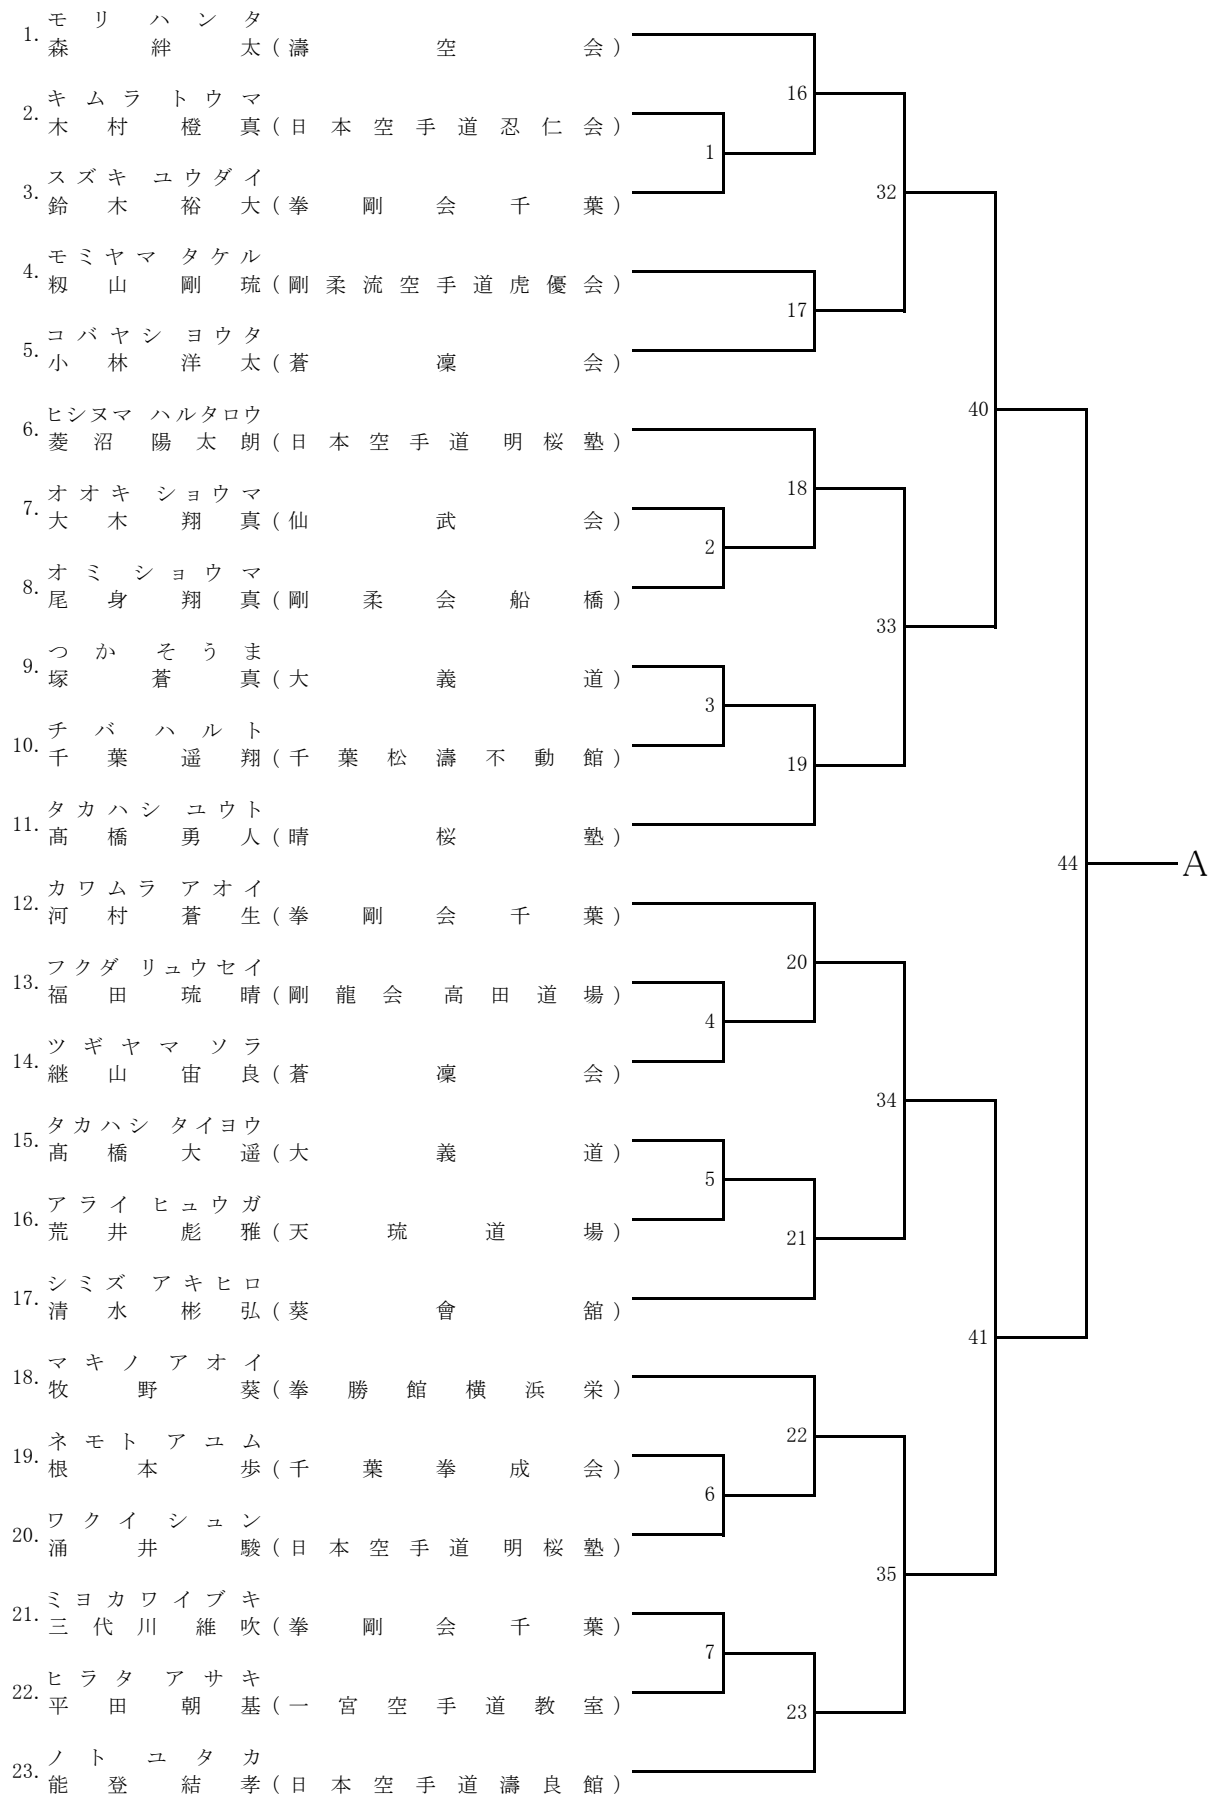 モリ ハンタ
1. 森 絆太(濤空会)
キムラ トウマ
2. 木村 橙真(日本空手道忍仁会)
スズキ ユウダイ
3. 鈴木 裕大(拳剛会千葉)
モミヤマ タケル
4. 籾山 剛琉(剛柔流空手道虎優会)
コバヤシ ヨウタ
5. 小林 洋太(蒼凜会)
ヒシヌマ ハルタロウ
6. 菱沼 陽太朗(日本空手道 明桜塾)
オオキ ショウマ
7. 大木 翔真(仙武会)
オミ ショウマ
8. 尾身 翔真(剛柔会船橋)
つか そうま
9. 塚 蒼真(大義道)
チバ ハルト
10. 千葉 遥翔(千葉松濤不動館)
タカハシ ユウト
11. 髙橋 勇人(晴桜塾)
カワムラ アオイ
12. 河村 蒼生(拳剛会千葉)
フクダ リュウセイ
13. 福田 琉晴(剛龍会 高田道場)
ツギヤマ ソラ
14. 継山 宙良(蒼凜会)
タカハシ タイヨウ
15. 髙橋 大遥(大義道)
アライ ヒュウガ
16. 荒井 彪雅(天琉道場)
シミズ アキヒロ
17. 清水 彬弘(葵會舘)
マキノ アオイ
18. 牧野 葵(拳勝館横浜栄)
ネモト アユム
19. 根本 歩(千葉拳成会)
ワクイ シュン
20. 涌井 駿(日本空手道 明桜塾)
ミヨカワイブキ
21. 三代川 維吹(拳剛会千葉)
ヒラタ アサキ
22. 平田 朝基(一宮空手道教室)
ノト ユタカ
23. 能登 結孝(日本空手道濤良館)
1
2
3
4
5
6
7
16
17
18
19
20
21
22
23
32
33
34
35
40
41
44
A